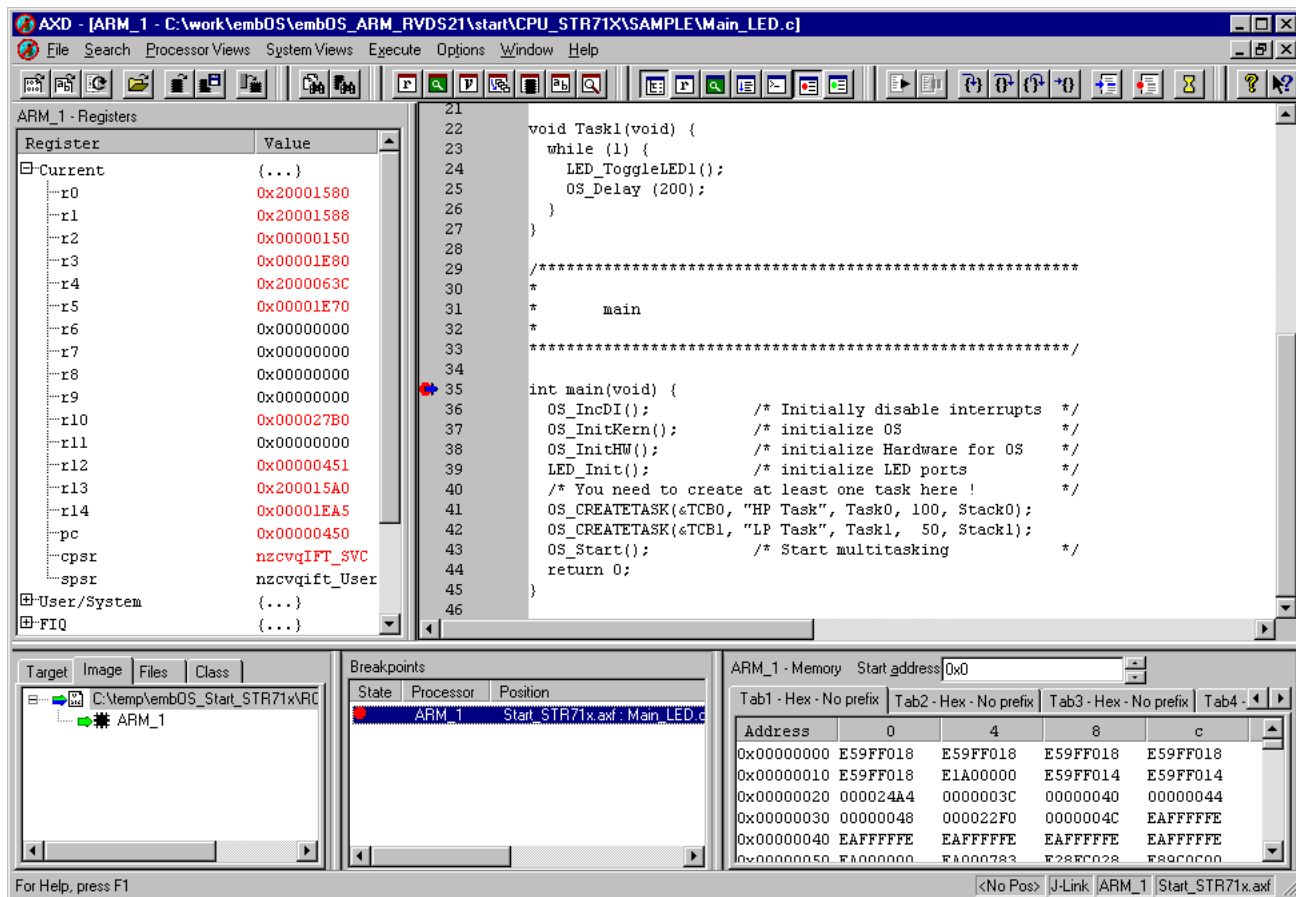 AXD - [ARM_1 - C:\work\embOS\embOS_ARM_RVDS21\start\CPU_STR71X\SAMPLE\Main_LED.c]
File Search Processor Views System Views Execute Options Window Help
ARM_1 - Registers
Register Value
Current {...}
r0 0x20001580
r1 0x20001588
r2 0x00000150
r3 0x00001E80
r4 0x2000063C
r5 0x00001E70
r6 0x00000000
r7 0x00000000
r8 0x00000000
r9 0x00000000
r10 0x000027B0
r11 0x00000000
r12 0x00000451
r13 0x200015A0
r14 0x00001EA5
pc 0x00000450
cpsr nzcvqIFT_SVC
spsr nzcvqift_User
User/System {...}
FIQ {...}
21
22 void Task1(void) {
23 while (1) {
24 LED_ToggleLED1();
25 OS_Delay (200);
26 }
27 }
28
29 /**********************************************************
30 *
31 * main
32 *
33 **********************************************************/
34
35 int main(void) {
36 OS_IncDI(); /* Initially disable interrupts */
37 OS_InitKern(); /* initialize OS */
38 OS_InitHW(); /* initialize Hardware for OS */
39 LED_Init(); /* initialize LED ports */
40 /* You need to create at least one task here ! */
41 OS_CREATETASK(&TCB0, "HP Task", Task0, 100, Stack0);
42 OS_CREATETASK(&TCB1, "LP Task", Task1, 50, Stack1);
43 OS_Start(); /* Start multitasking */
44 return 0;
45 }
46
Target Image Files Class
C:\temp\embOS_Start_STR71x\RC
ARM_1
Breakpoints
State Processor Position
ARM_1 Start_STR71x.axf : Main_LED.c
ARM_1 - Memory Start address 0x0
Tab1 - Hex - No prefix Tab2 - Hex - No prefix Tab3 - Hex - No prefix Tab4 -
Address 0 4 8 c
0x00000000 E59FF018 E59FF018 E59FF018 E59FF018
0x00000010 E59FF018 E1A00000 E59FF014 E59FF014
0x00000020 000024A4 0000003C 00000040 00000044
0x00000030 00000048 000022F0 0000004C EAFFFFFE
0x00000040 EAFFFFFE EAFFFFFE EAFFFFFE EAFFFFFE
0x00000050 EA000000 EA000783 E28FC028 E89C0C00
For Help, press F1
<No Pos> J-Link ARM_1 Start_STR71x.axf